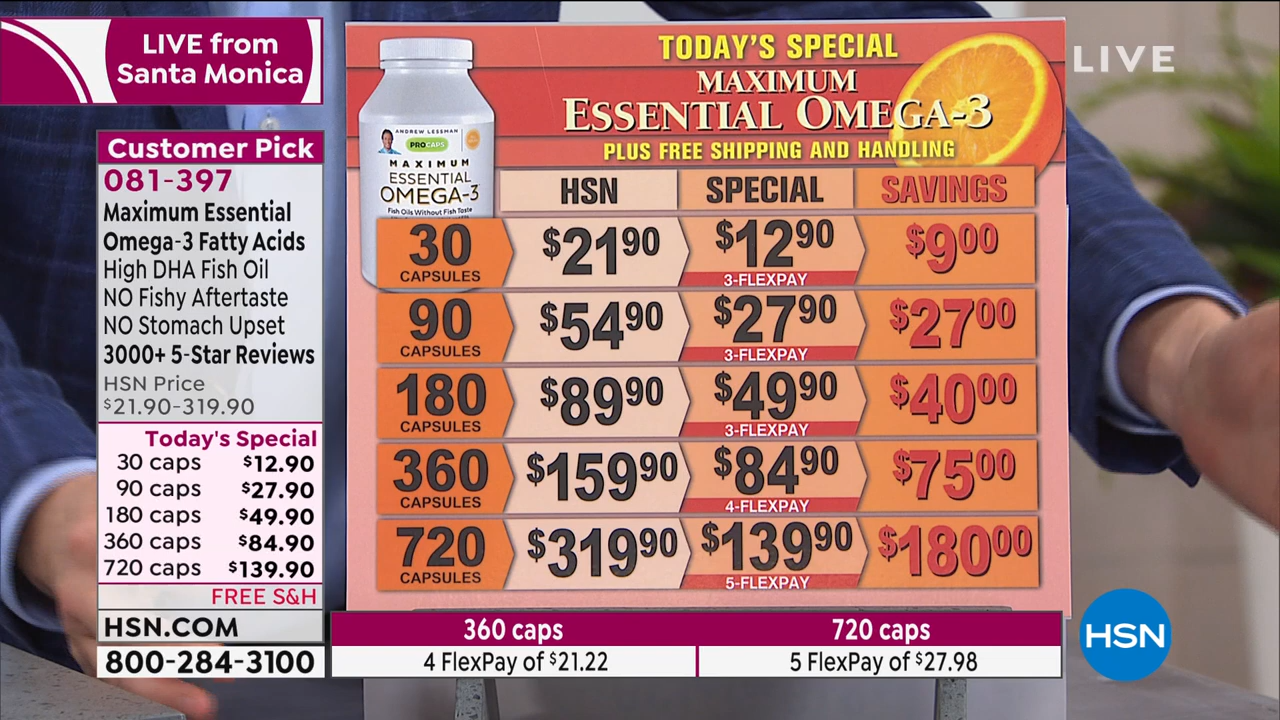 LIVE from
Santa Monica
Customer Pick
081-397
Maximum Essential
Omega-3 Fatty Acids
High DHA Fish Oil
NO Fishy Aftertaste
NO Stomach Upset
3000+ 5-Star Reviews
HSN Price
$21.90-319.90
Today's Special
30 caps $12.90
90 caps $27.90
180 caps $49.90
360 caps $84.90
720 caps $139.90
FREE S&H
HSN.COM
800-284-3100
TODAY'S SPECIAL
MAXIMUM
ESSENTIAL OMEGA-3
PLUS FREE SHIPPING AND HANDLING
ANDREW LESSMAN
PROCAPS
MAXIMUM
ESSENTIAL
OMEGA-3
Fish Oils Without Fish Taste
HSN SPECIAL SAVINGS
30 CAPSULES $21.90 $12.90 3-FLEXPAY $9.00
90 CAPSULES $54.90 $27.90 3-FLEXPAY $27.00
180 CAPSULES $89.90 $49.90 3-FLEXPAY $40.00
360 CAPSULES $159.90 $84.90 4-FLEXPAY $75.00
720 CAPSULES $319.90 $139.90 5-FLEXPAY $180.00
360 caps 720 caps
4 FlexPay of $21.22 5 FlexPay of $27.98
LIVE
HSN